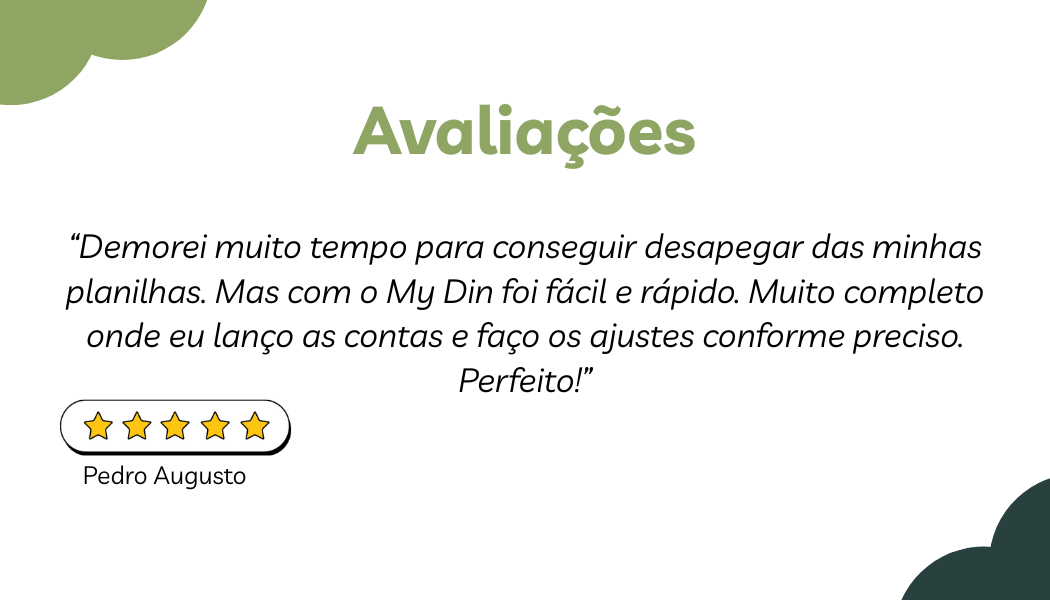 Avaliações
“Demorei muito tempo para conseguir desapegar das minhas
planilhas. Mas com o My Din foi fácil e rápido. Muito completo
onde eu lanço as contas e faço os ajustes conforme preciso.
Perfeito!”
Pedro Augusto